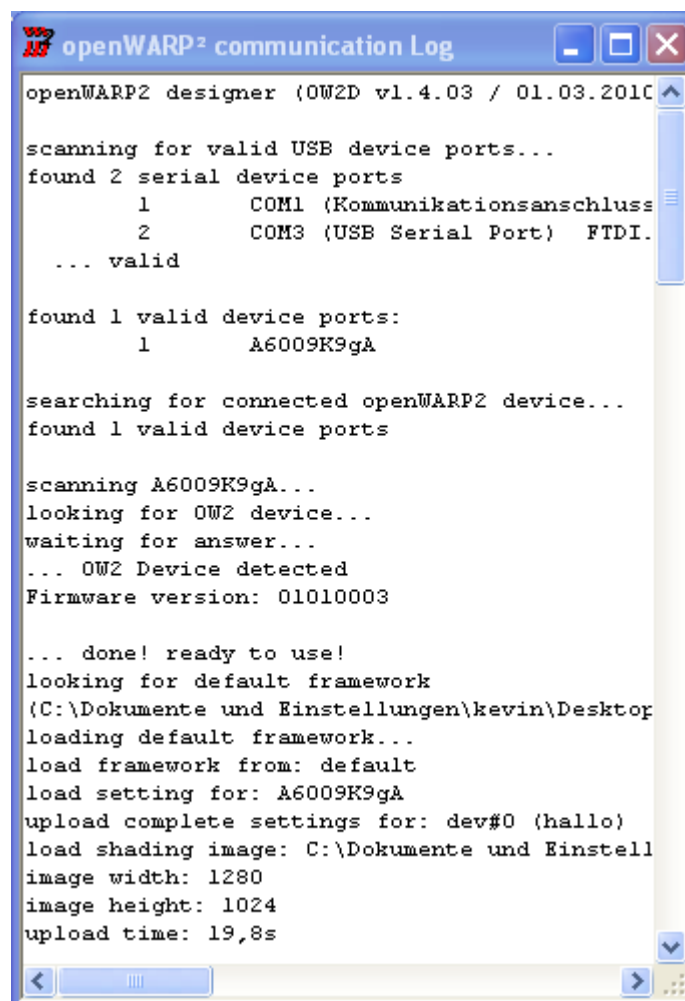 openWARP² communication Log
openWARP2 designer (OW2D v1.4.03 / 01.03.2010
scanning for valid USB device ports...
found 2 serial device ports
1 COM1 (Kommunikationsanschluss
2 COM3 (USB Serial Port) FTDI.
... valid
found 1 valid device ports:
1 A6009K9gA
searching for connected openWARP2 device...
found 1 valid device ports
scanning A6009K9gA...
looking for OW2 device...
waiting for answer...
... OW2 Device detected
Firmware version: 01010003
... done! ready to use!
looking for default framework
(C:\Dokumente und Einstellungen\kevin\Desktop
loading default framework...
load framework from: default
load setting for: A6009K9gA
upload complete settings for: dev#0 (hallo)
load shading image: C:\Dokumente und Einstell
image width: 1280
image height: 1024
upload time: 19,8s